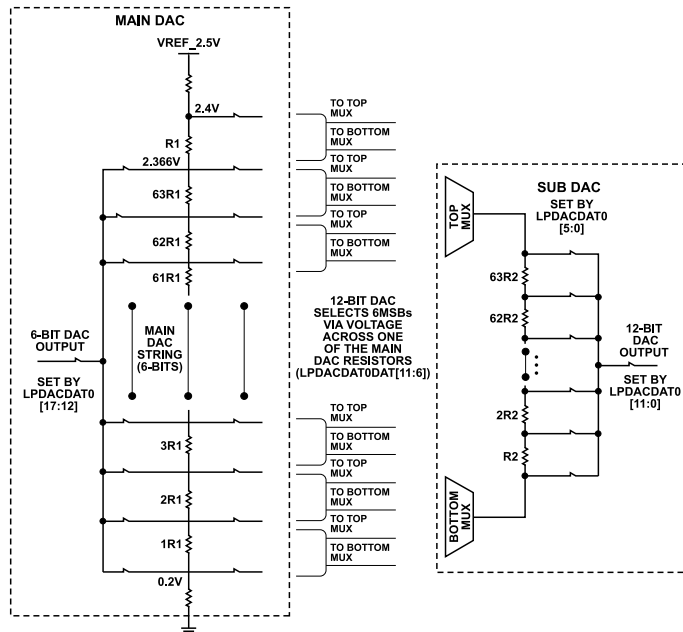 MAIN DAC
VREF_2.5V
2.4V
R1
2.366V
63R1
62R1
61R1
6-BIT DAC
OUTPUT
SET BY
LPDACDAT0
[17:12]
MAIN
DAC
STRING
(6-BITS)
3R1
2R1
1R1
0.2V
TO TOP
MUX
TO BOTTOM
MUX
TO TOP
MUX
TO BOTTOM
MUX
TO TOP
MUX
TO BOTTOM
MUX
12-BIT DAC
SELECTS 6MSBs
VIA VOLTAGE
ACROSS ONE
OF THE MAIN
DAC RESISTORS
(LPDACDAT0DAT[11:6])
TO TOP
MUX
TO BOTTOM
MUX
TO TOP
MUX
TO BOTTOM
MUX
TO TOP
MUX
TO BOTTOM
MUX
SUB DAC
SET BY
LPDACDAT0
[5:0]
TOP
MUX
63R2
62R2
2R2
R2
BOTTOM
MUX
12-BIT
DAC
OUTPUT
SET BY
LPDACDAT0
[11:0]